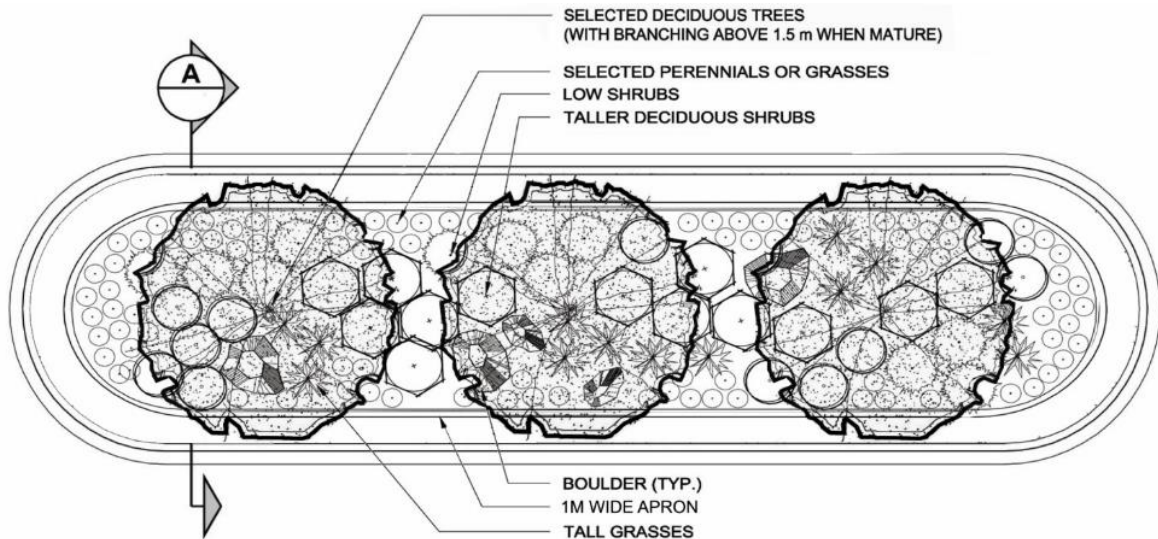 SELECTED DECIDUOUS TREES
(WITH BRANCHING ABOVE 1.5 m WHEN MATURE)
A
SELECTED PERENNIALS OR GRASSES
LOW SHRUBS
TALLER DECIDUOUS SHRUBS
BOULDER (TYP.)
1M WIDE APRON
TALL GRASSES